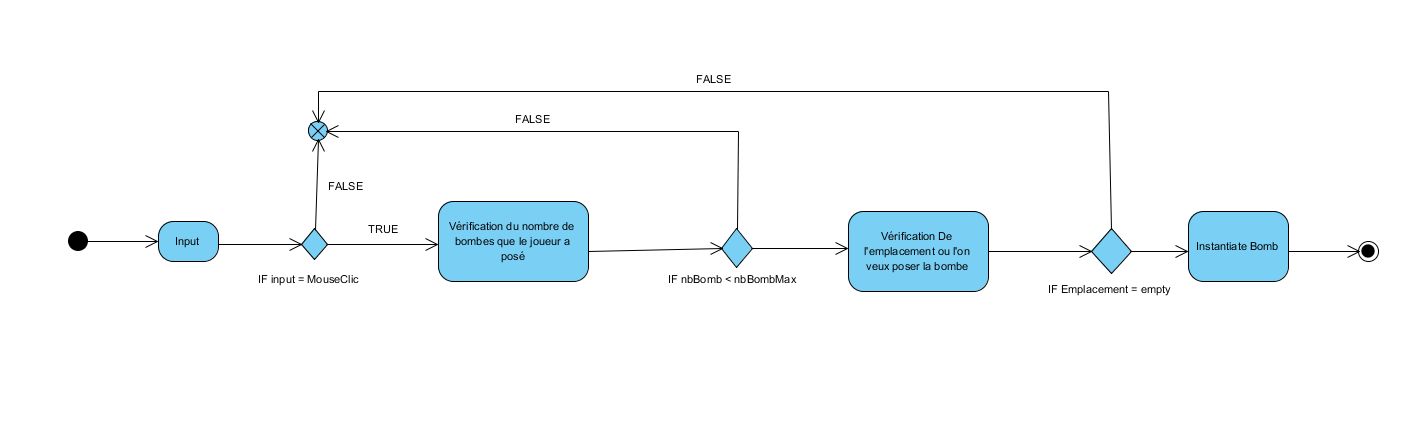 FALSE
FALSE
FALSE
Input
TRUE
IF input = MouseClic
Vérification du nombre de
bombes que le joueur a
posé
IF nbBomb < nbBombMax
Vérification De
l'emplacement ou l'on
veux poser la bombe
IF Emplacement = empty
Instantiate Bomb